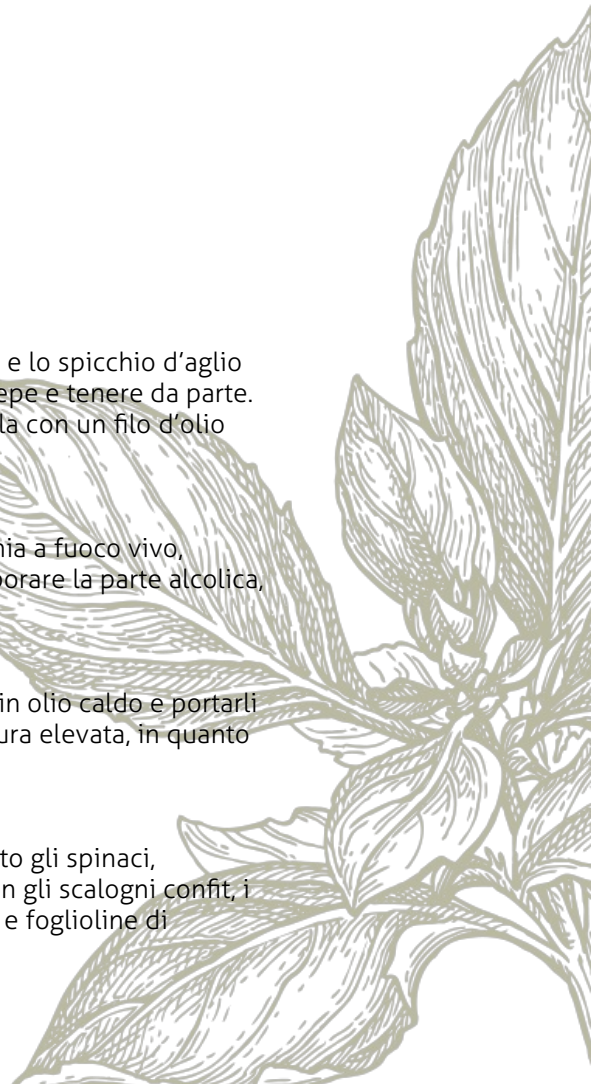 e lo spicchio d’aglio
epe e tenere da parte.
la con un filo d’olio
nia a fuoco vivo,
porare la parte alcolica,
in olio caldo e portarli
ura elevata, in quanto
to gli spinaci,
n gli scalogni confit, i
e foglioline di